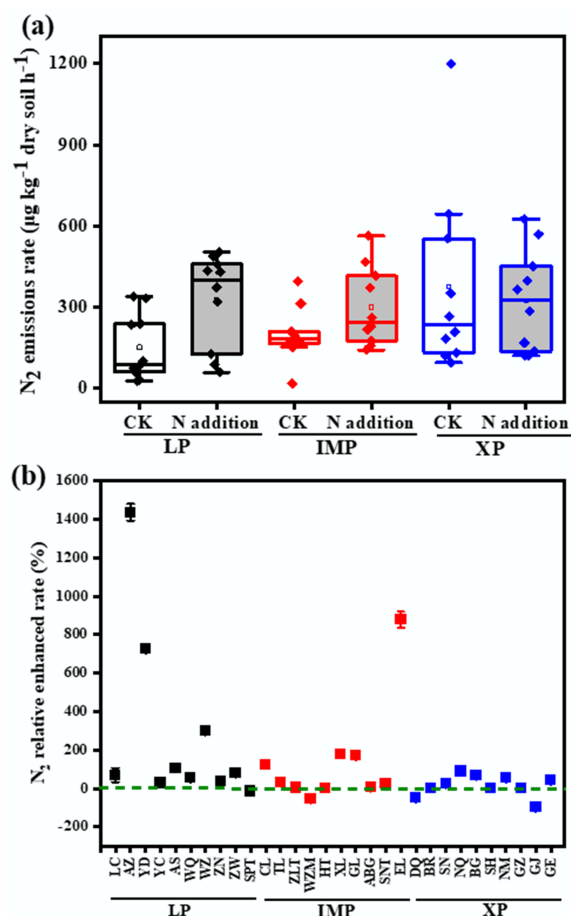 (a)
N2 emissions rate (μg kg−1 dry soil h−1)
1200
900
600
300
0
CK N addition CK N addition CK N addition
LP IMP XP
(b)
N2 relative enhanced rate (%)
1600
1400
1200
1000
800
600
400
200
0
-200
LC AZ YD YC AS WQ WZ ZN ZW SPT CL TL ZLT WZM HT XL GL ABG SNT EL DQ BR SN NQ BG SH NM GZ GJ GE
LP IMP XP